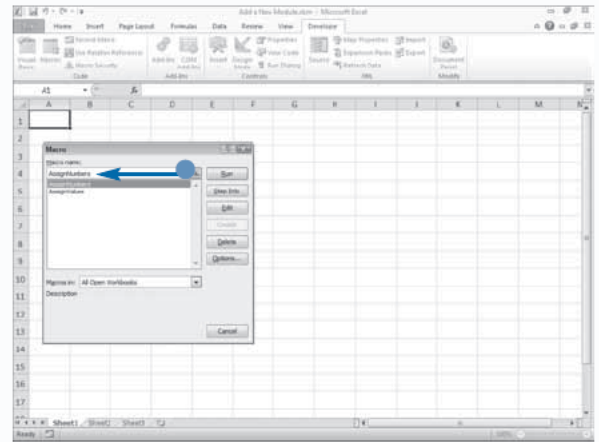 Add a New Module.xlsm - Microsoft Excel
Home Insert Page Layout Formulas Data Review View Developer
Visual Basic Macros Record Macro Use Relative References Macro Security Add-Ins COM Add-Ins Insert Design Mode Properties View Code Run Dialog Source Map Properties Expansion Packs Refresh Data Import Export Document Panel
Code Add-Ins Controls XML Modify
A1 fx
A B C D E F G H I J K L M N
1
2
3
4
5
6
7
8
9
10
11
12
13
14
15
16
17
Macro
Macro name:
AssignNumbers
Run
AssignNumbers
AssignValues
Step Into
Edit
Create
Delete
Options...
Macros in: All Open Workbooks
Description
Cancel
Sheet1 Sheet2 Sheet3
Ready 100%